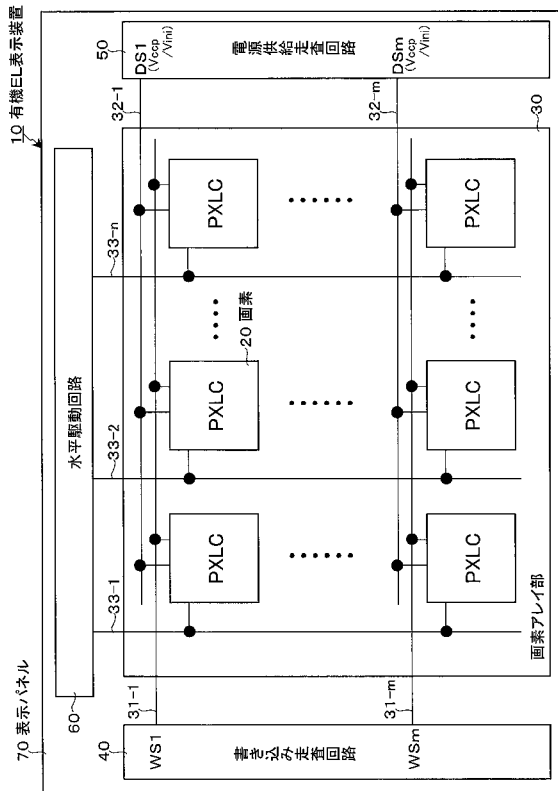 10 有機EL表示装置
70 表示パネル
60
水平駆動回路
33-1
33-2
33-n
40
書き込み走査回路
WS1
WSm
31-1
31-m
50
電源供給走査回路
DS1
(Vccp
/Vini)
DSm
(Vccp
/Vini)
32-1
32-m
30
画素アレイ部
20 画素
PXLC
PXLC
PXLC
PXLC
PXLC
PXLC